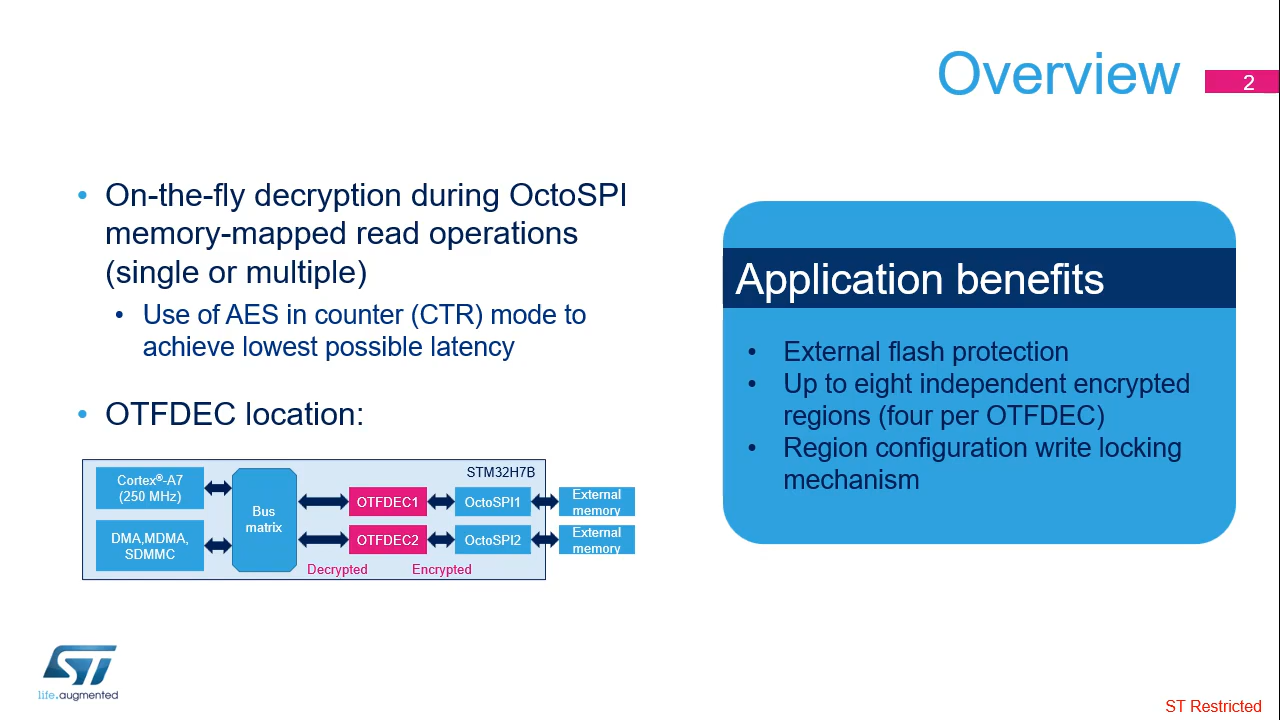 Overview
2
• On-the-fly decryption during OctoSPI
memory-mapped read operations
(single or multiple)
• Use of AES in counter (CTR) mode to
achieve lowest possible latency
• OTFDEC location:
STM32H7B
Cortex®-A7
(250 MHz)
DMA,MDMA,
SDMMC
Bus
matrix
OTFDEC1
OctoSPI1
External
memory
OTFDEC2
OctoSPI2
External
memory
Decrypted
Encrypted
Application benefits
• External flash protection
• Up to eight independent encrypted
regions (four per OTFDEC)
• Region configuration write locking
mechanism
ST
life.augmented
ST Restricted